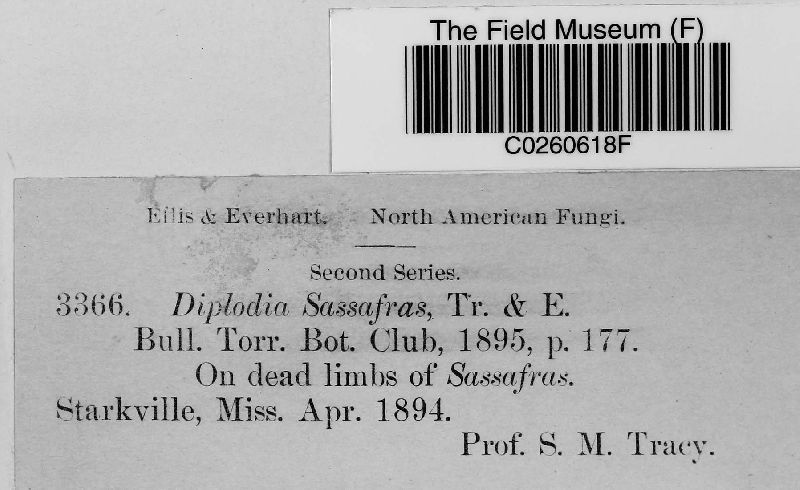 The Field Museum (F)
C0260618F
Ellis & Everhart. North American Fungi.
Second Series.
3366. Diplodia Sassafras, Tr. & E.
Bull. Torr. Bot. Club, 1895, p. 177.
On dead limbs of Sassafras.
Starkville, Miss. Apr. 1894.
Prof. S. M. Tracy.